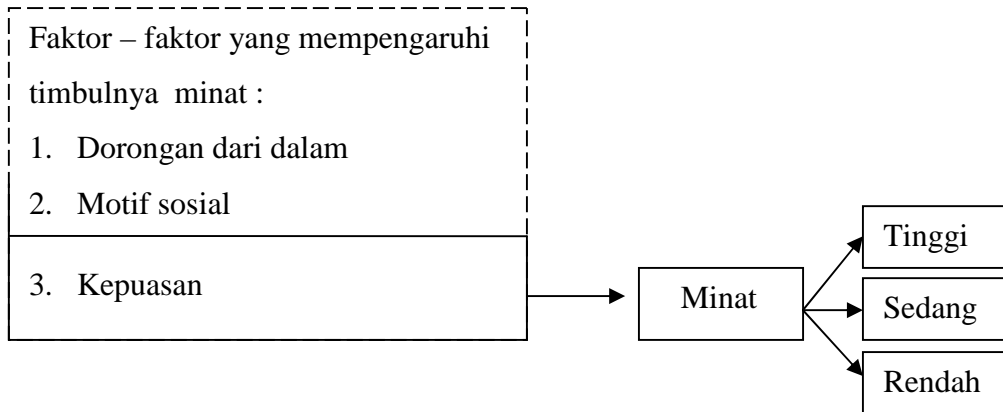 Faktor – faktor yang mempengaruhi
timbulnya minat :
1. Dorongan dari dalam
2. Motif sosial
3. Kepuasan
Minat
Tinggi
Sedang
Rendah